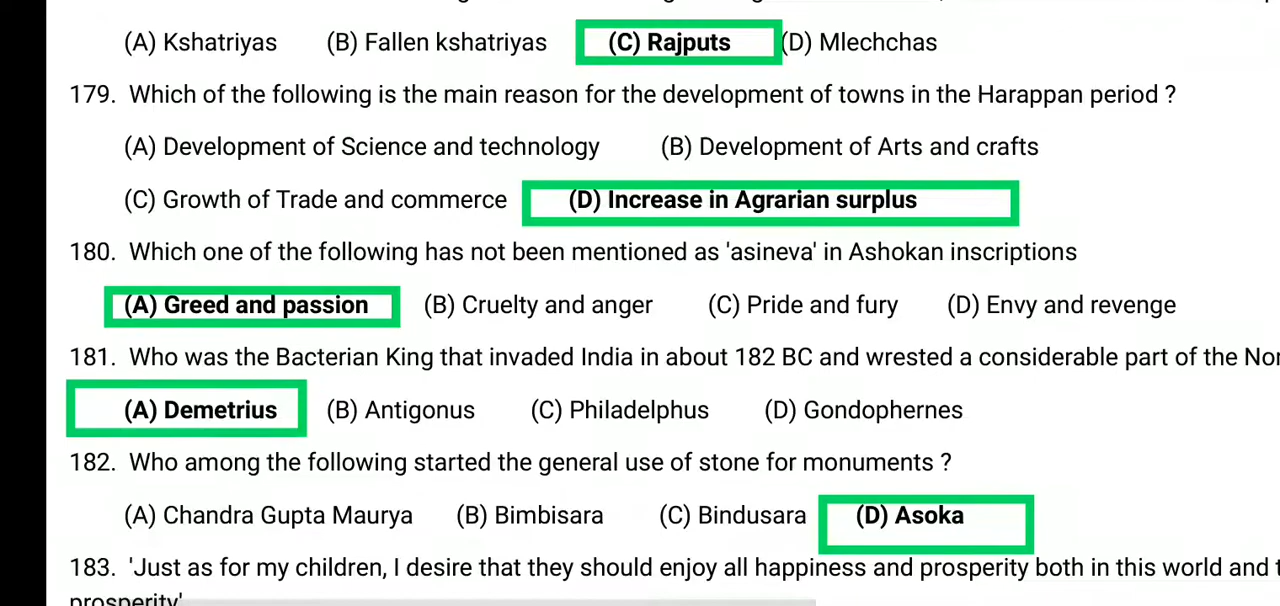 (A) Kshatriyas (B) Fallen kshatriyas (C) Rajputs (D) Mlechchas
179. Which of the following is the main reason for the development of towns in the Harappan period ?
(A) Development of Science and technology (B) Development of Arts and crafts
(C) Growth of Trade and commerce (D) Increase in Agrarian surplus
180. Which one of the following has not been mentioned as 'asineva' in Ashokan inscriptions
(A) Greed and passion (B) Cruelty and anger (C) Pride and fury (D) Envy and revenge
181. Who was the Bacterian King that invaded India in about 182 BC and wrested a considerable part of the
(A) Demetrius (B) Antigonus (C) Philadelphus (D) Gondophernes
182. Who among the following started the general use of stone for monuments ?
(A) Chandra Gupta Maurya (B) Bimbisara (C) Bindusara (D) Asoka
183. 'Just as for my children, I desire that they should enjoy all happiness and prosperity both in this world and
prosperity'